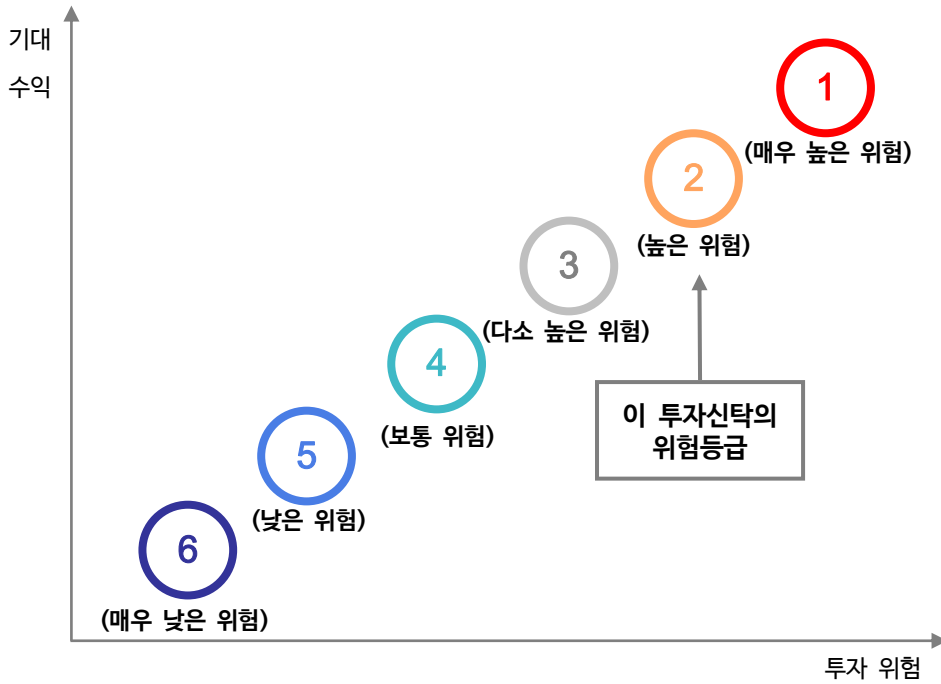 기대
수익
1
(매우 높은 위험)
2
(높은 위험)
3
(다소 높은 위험)
4
(보통 위험)
이 투자신탁의
위험등급
5
(낮은 위험)
6
(매우 낮은 위험)
투자 위험